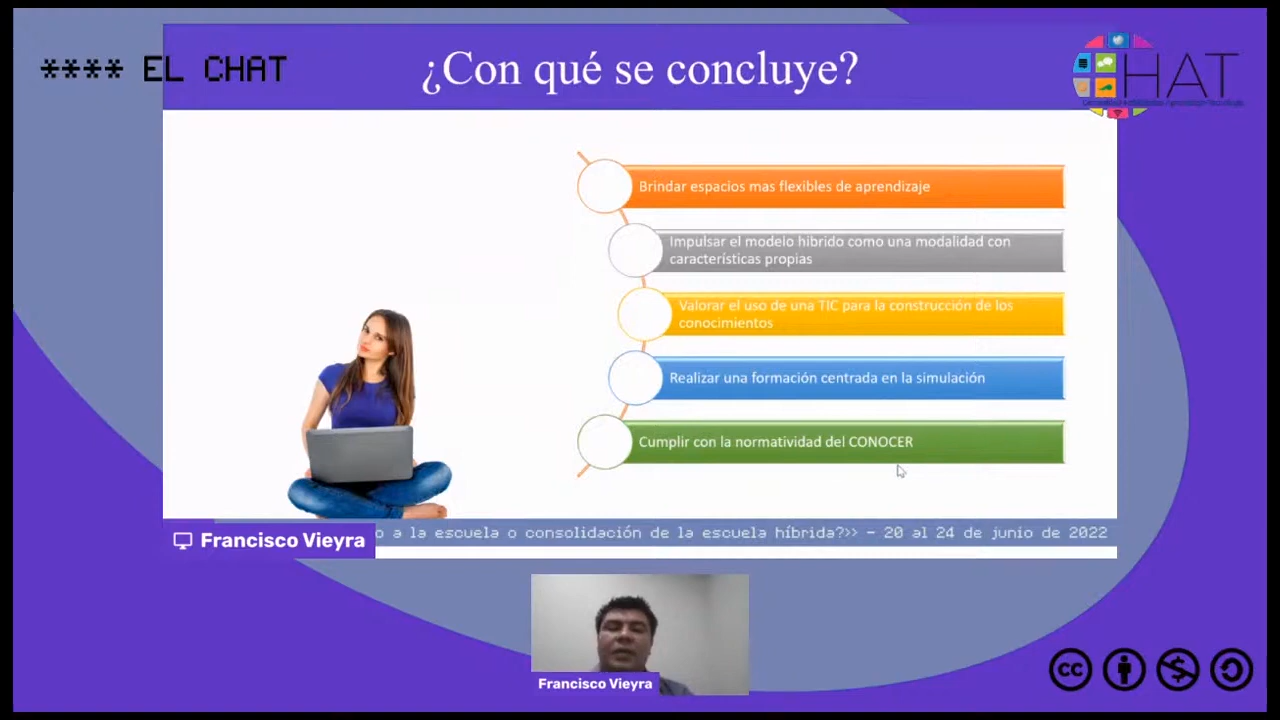 **** EL CHAT
¿Con qué se concluye?
HAT
Brindar espacios mas flexibles de aprendizaje
Impulsar el modelo hibrido como una modalidad con
características propias
Valorar el uso de una TIC para la construcción de los
conocimientos
Realizar una formación centrada en la simulación
Cumplir con la normatividad del CONOCER
Francisco Vieyra
o a la escuela o consolidación de la escuela híbrida?>> - 20 al 24 de junio de 2022
Francisco Vieyra
cc